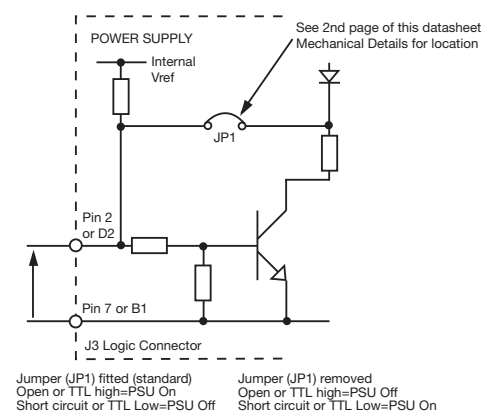 See 2nd page of this datasheet
Mechanical Details for location
POWER SUPPLY
Internal
Vref
JP1
Pin 2
or D2
Pin 7 or B1
J3 Logic Connector
Jumper (JP1) fitted (standard)
Open or TTL high=PSU On
Short circuit or TTL Low=PSU Off
Jumper (JP1) removed
Open or TTL high=PSU Off
Short circuit or TTL Low=PSU On